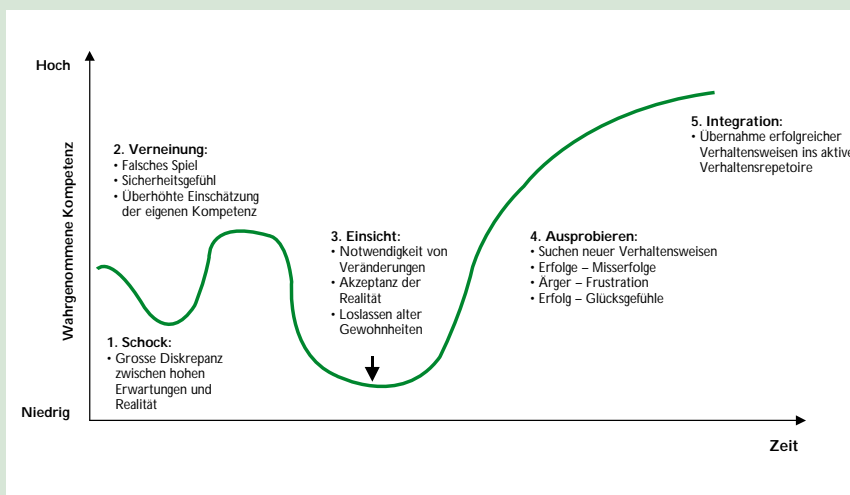 Hoch
Wahrgenommene Kompetenz
2. Verneinung:
• Falsches Spiel
• Sicherheitsgefühl
• Überhöhte Einschätzung
der eigenen Kompetenz
5. Integration:
• Übernahme erfolgreicher
Verhaltensweisen ins aktive
Verhaltensrepetoire
3. Einsicht:
• Notwendigkeit von
Veränderungen
• Akzeptanz der
Realität
• Loslassen alter
Gewohnheiten
4. Ausprobieren:
• Suchen neuer Verhaltensweisen
• Erfolge – Misserfolge
• Ärger – Frustration
• Erfolg – Glücksgefühle
1. Schock:
• Grosse Diskrepanz
zwischen hohen
Erwartungen und
Realität
Niedrig
Zeit